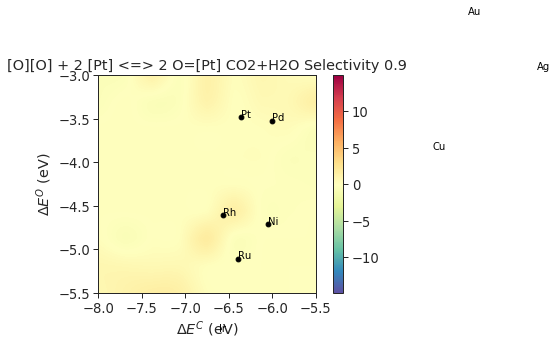 Au
Ag
[O][O] + 2 [Pt] <=> 2 O=[Pt] CO2+H2O Selectivity 0.9
−3.0
−3.5
−4.0
−4.5
−5.0
−5.5
ΔE^O (eV)
Pt
Pd
Cu
Rh
Ni
Ru
10
5
0
−5
−10
−8.0 −7.5 −7.0 −6.5 −6.0 −5.5
ΔE^C (eV)
Ir